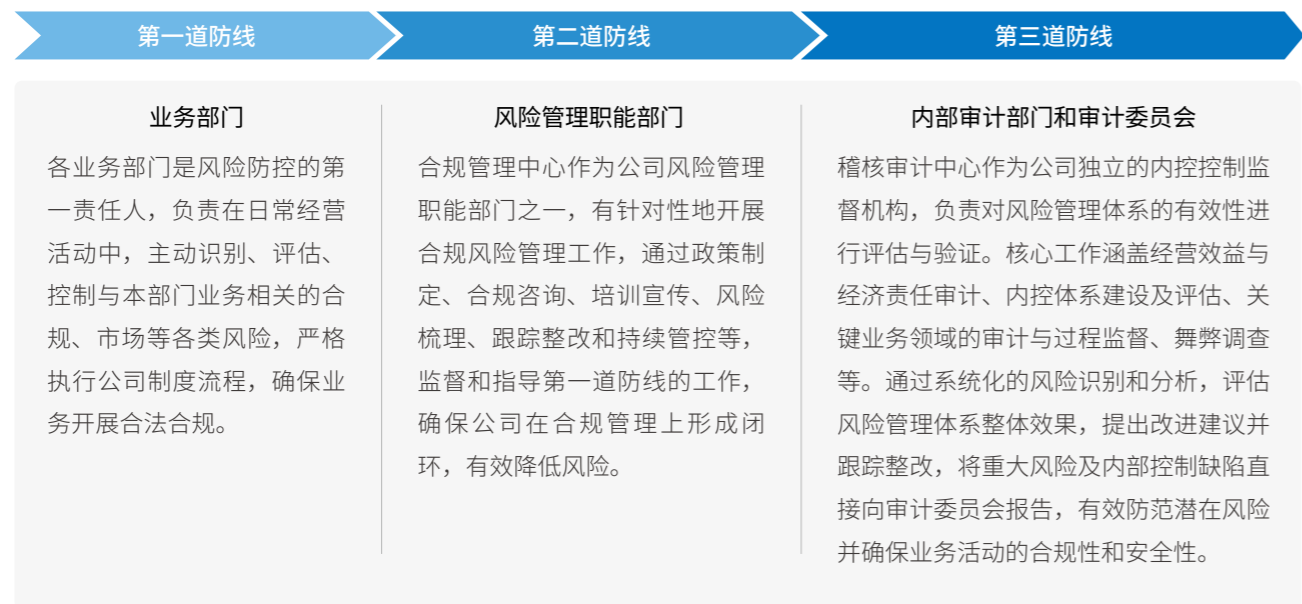 第一道防线
第二道防线
第三道防线
业务部门
各业务部门是风险防控的第
一责任人，负责在日常经营
活动中，主动识别、评估、
控制与本部门业务相关的合
规、市场等各类风险，严格
执行公司制度流程，确保业
务开展合法合规。
风险管理职能部门
合规管理中心作为公司风险管理
职能部门之一，有针对性地开展
合规风险管理工作，通过政策制
定、合规咨询、培训宣传、风险
梳理、跟踪整改和持续管控等，
监督和指导第一道防线的工作，
确保公司在合规管理上形成闭
环，有效降低风险。
内部审计部门和审计委员会
稽核审计中心作为公司独立的内控控制监
督机构，负责对风险管理体系的有效性进
行评估与验证。核心工作涵盖经营效益与
经济责任审计、内控体系建设及评估、关
键业务领域的审计与过程监督、舞弊调查
等。通过系统化的风险识别和分析，评估
风险管理体系整体效果，提出改进建议并
跟踪整改，将重大风险及内部控制缺陷直
接向审计委员会报告，有效防范潜在风险
并确保业务活动的合规性和安全性。